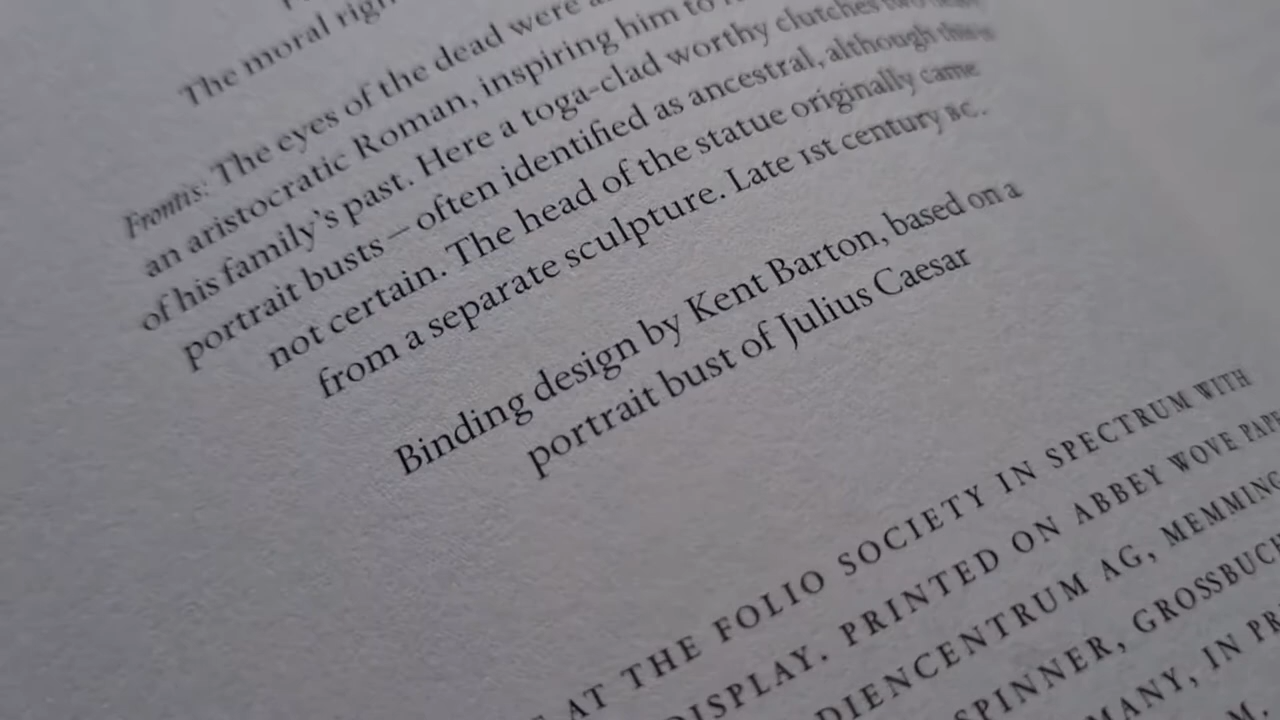 The moral
Frontis: The eyes of the dead were
an aristocratic Roman, inspiring him to
of his family's past. Here a toga-clad worthy clutches two
portrait busts – often identified as ancestral, although this is
not certain. The head of the statue originally came
from a separate sculpture. Late 1st century BC.
Binding design by Kent Barton, based on a
portrait bust of Julius Caesar
AT THE FOLIO SOCIETY IN SPECTRUM WITH
DISPLAY. PRINTED ON ABBEY WOVE
AG, MEMMING
SPINNER, GROSSBUCH
MANY, IN PR
M.